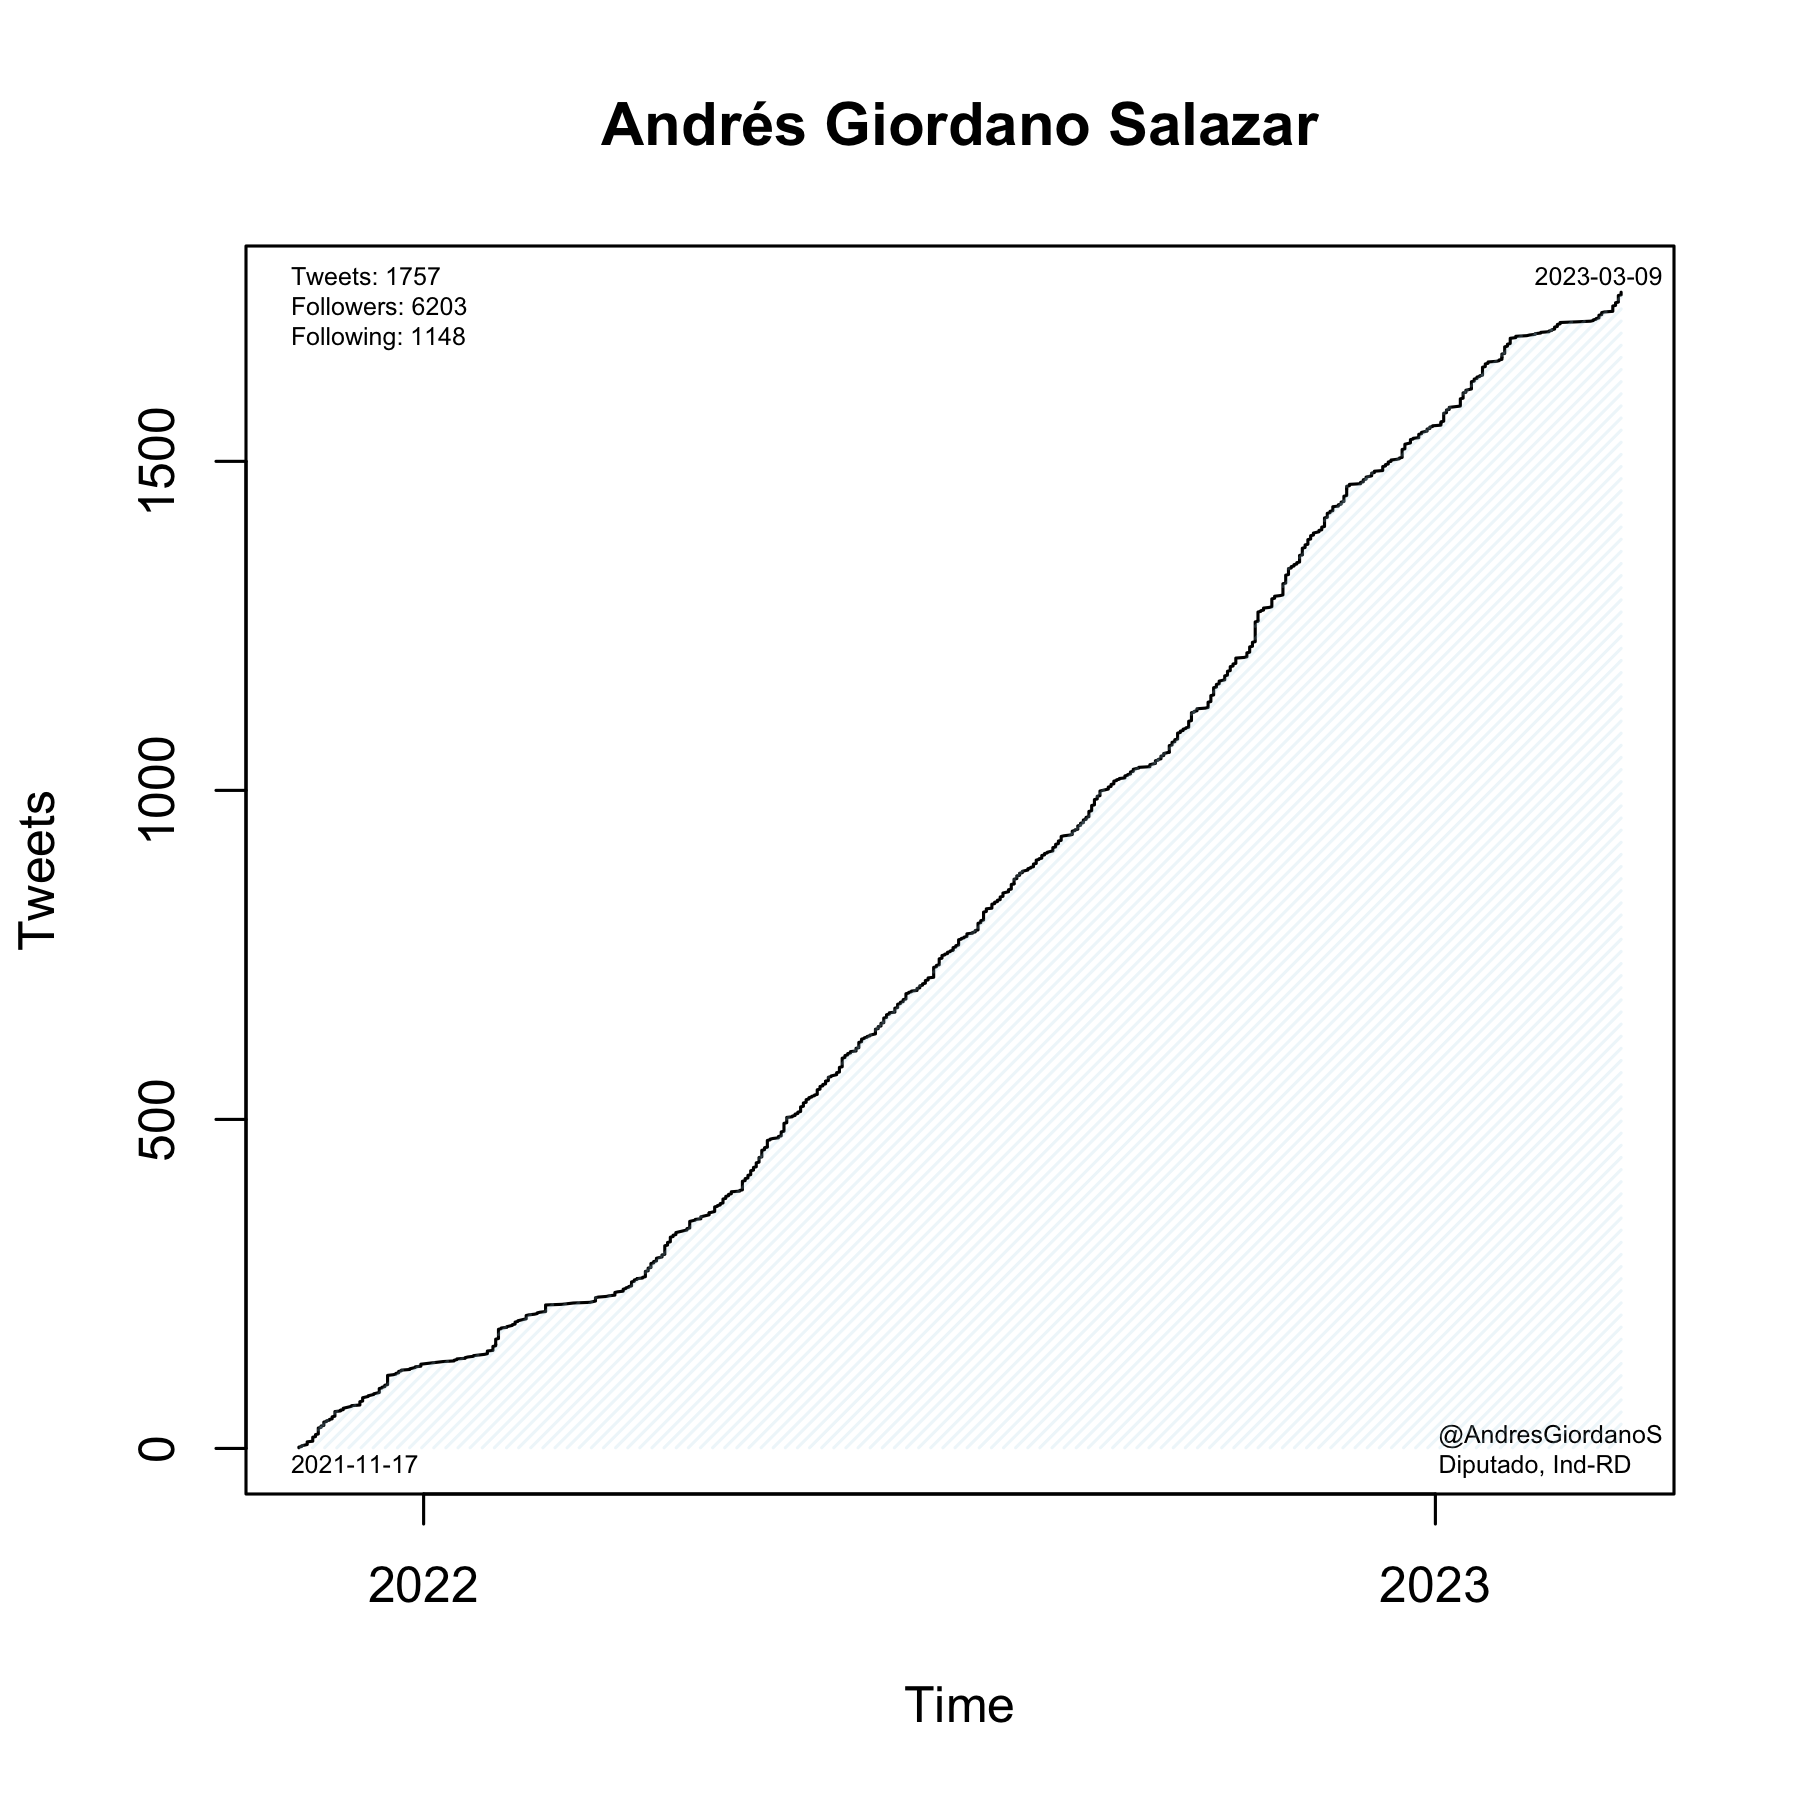 Andrés Giordano Salazar
Tweets: 1757
Followers: 6203
Following: 1148
2023-03-09
1500
1000
500
0
Tweets
2021-11-17
@AndresGiordanoS
Diputado, Ind-RD
2022
2023
Time